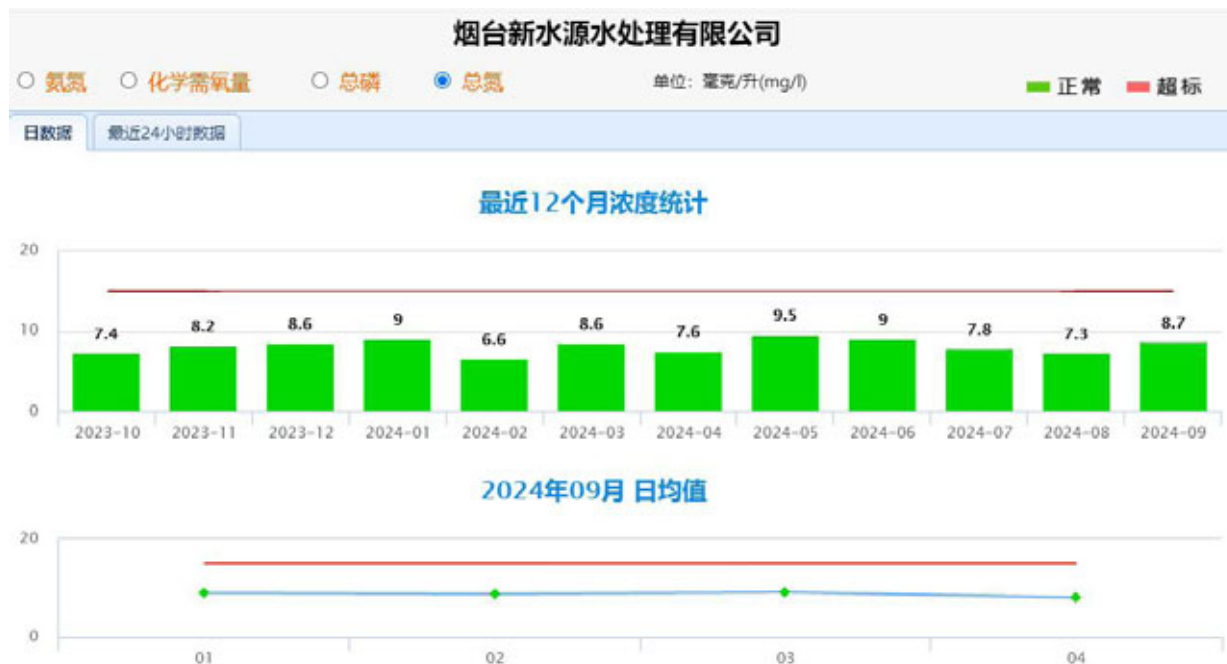 烟台新水源水处理有限公司
氨氮 化学需氧量 总磷 总氮 单位：毫克/升(mg/l) 正常 超标
日数据 最近24小时数据
最近12个月浓度统计
20
10
0
7.4 8.2 8.6 9 6.6 8.6 7.6 9.5 9 7.8 7.3 8.7
2023-10 2023-11 2023-12 2024-01 2024-02 2024-03 2024-04 2024-05 2024-06 2024-07 2024-08 2024-09
2024年09月 日均值
20
0
01 02 03 04